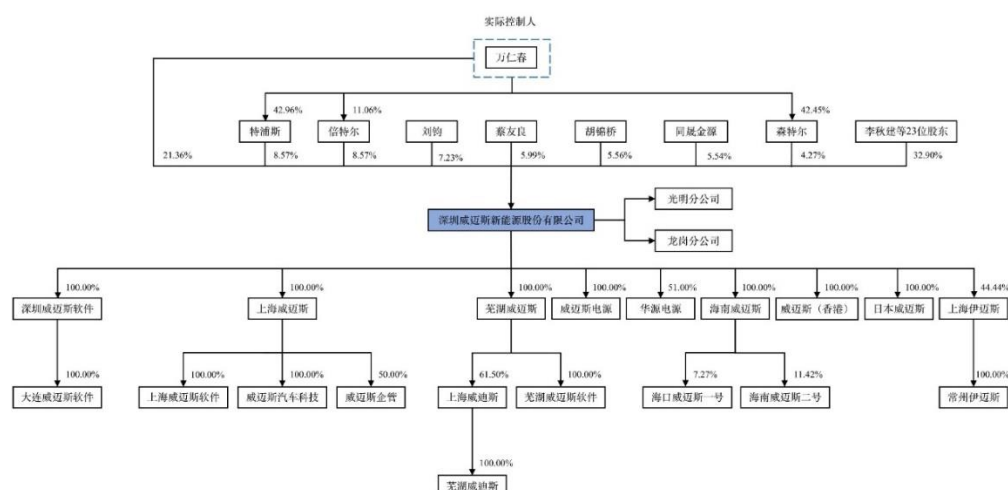 实际控制人
万仁春
42.96%
11.06%
42.45%
特浦斯
倍特尔
刘钧
蔡友良
胡锦桥
同晟金源
森特尔
李秋建等23位股东
21.36%
8.57%
8.57%
7.23%
5.99%
5.56%
5.54%
4.27%
32.90%
光明分公司
深圳威迈斯新能源股份有限公司
龙岗分公司
100.00%
100.00%
100.00%
100.00%
51.00%
100.00%
100.00%
100.00%
44.44%
深圳威迈斯软件
上海威迈斯
芜湖威迈斯
威迈斯电源
华源电源
海南威迈斯
威迈斯（香港）
日本威迈斯
上海伊迈斯
100.00%
100.00%
100.00%
50.00%
61.50%
100.00%
7.27%
11.42%
100.00%
大连威迈斯软件
上海威迈斯软件
威迈斯汽车科技
威迈斯企管
上海威迪斯
芜湖威迈斯软件
海口威迈斯一号
海南威迈斯二号
常州伊迈斯
100.00%
芜湖威迪斯